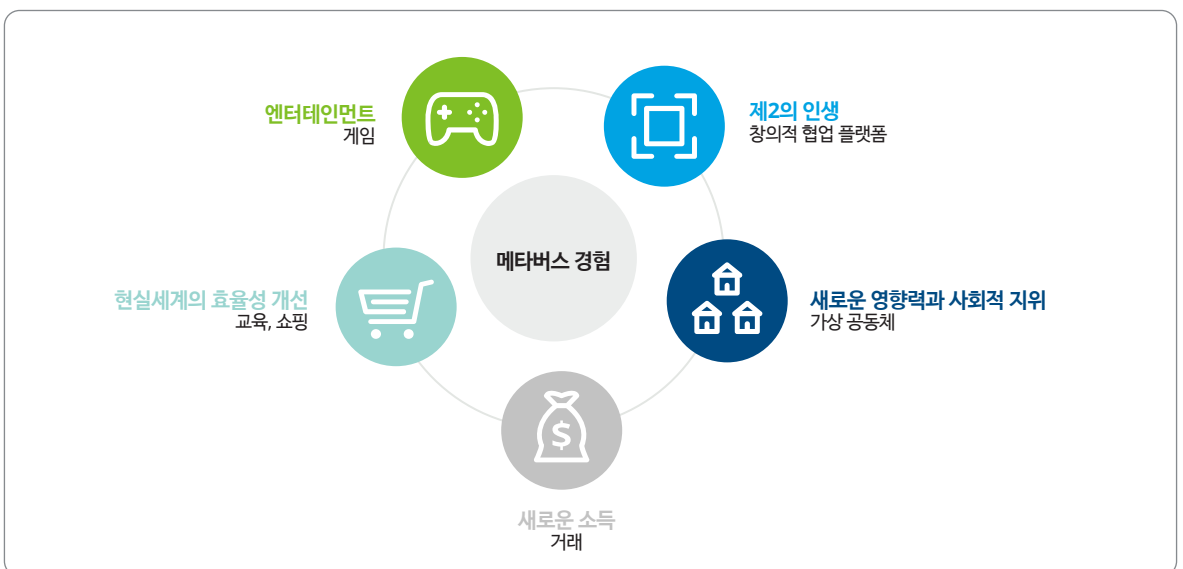 엔터테인먼트
게임
제2의 인생
창의적 협업 플랫폼
메타버스 경험
현실세계의 효율성 개선
교육, 쇼핑
새로운 영향력과 사회적 지위
가상 공동체
$
새로운 소득
거래